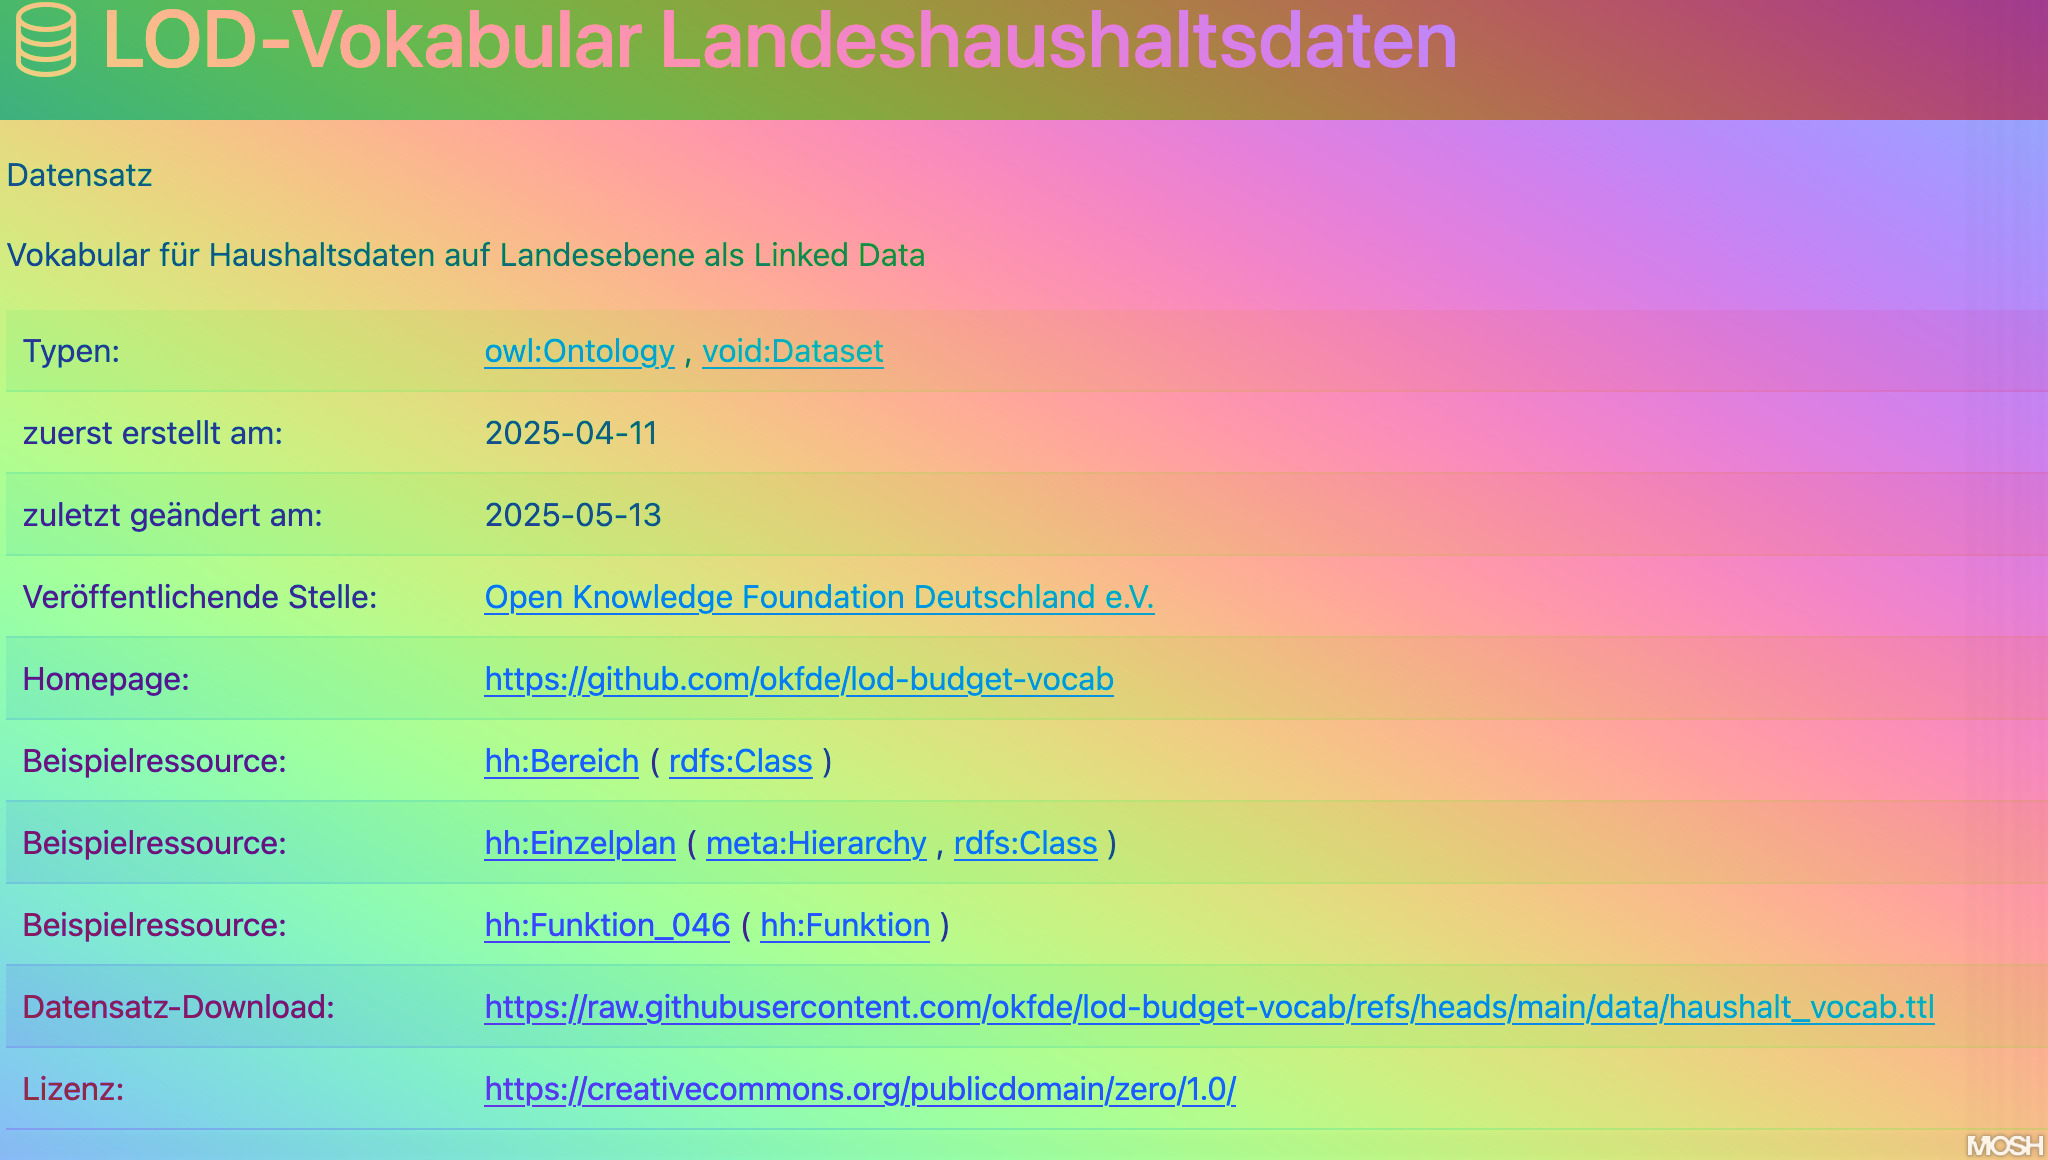 LOD-Vokabular Landeshaushaltsdaten
Datensatz
Vokabular für Haushaltsdaten auf Landesebene als Linked Data
Typen: owl:Ontology , void:Dataset
zuerst erstellt am: 2025-04-11
zuletzt geändert am: 2025-05-13
Veröffentlichende Stelle: Open Knowledge Foundation Deutschland e.V.
Homepage: https://github.com/okfde/lod-budget-vocab
Beispielressource: hh:Bereich ( rdfs:Class )
Beispielressource: hh:Einzelplan ( meta:Hierarchy , rdfs:Class )
Beispielressource: hh:Funktion_046 ( hh:Funktion )
Datensatz-Download: https://raw.githubusercontent.com/okfde/lod-budget-vocab/refs/heads/main/data/haushalt_vocab.ttl
Lizenz: https://creativecommons.org/publicdomain/zero/1.0/
MOSH